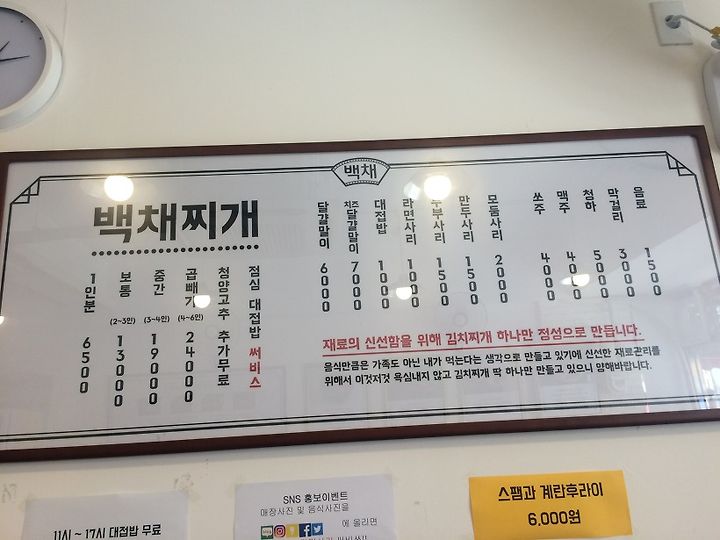 백채
백채찌개
1인분 6500
보통 (2~3인) 13000
중간 (3~4인) 19000
곱빼기 (4~6인) 24000
청양고추 추가무료
점심 대접밥 써비스
달걀말이 6000
치즈달걀말이 7000
대접밥 1000
라면사리 1000
두부사리 1500
만두사리 1500
모둠사리 2000
쏘주 4000
맥주 4000
청하 5000
막걸리 3000
음료 1500
재료의 신선함을 위해 김치찌개 하나만 정성으로 만듭니다.
음식만큼은 가족도 아닌 내가 먹는다는 생각으로 만들고 있기에 신선한 재료관리를
위해서 이것저것 욕심내지 않고 김치찌개 딱 하나만 만들고 있으니 양해바랍니다.
11시 ~ 17시 대접밥 무료
SNS 홍보이벤트
매장사진 및 음식사진을
에 올리면
스팸과 계란후라이
6,000원